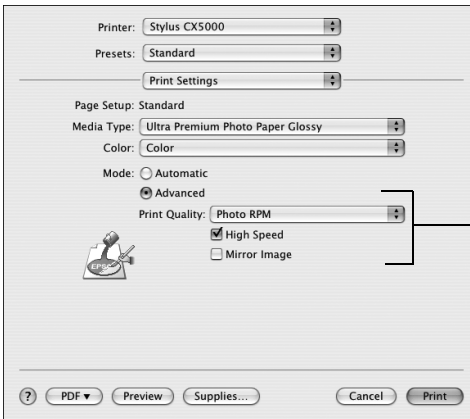 Printer: Stylus CX5000
Presets: Standard
Print Settings
Page Setup: Standard
Media Type: Ultra Premium Photo Paper Glossy
Color: Color
Mode: Automatic
Advanced
Print Quality: Photo RPM
High Speed
Mirror Image
EPSON
? PDF Preview Supplies... Cancel Print